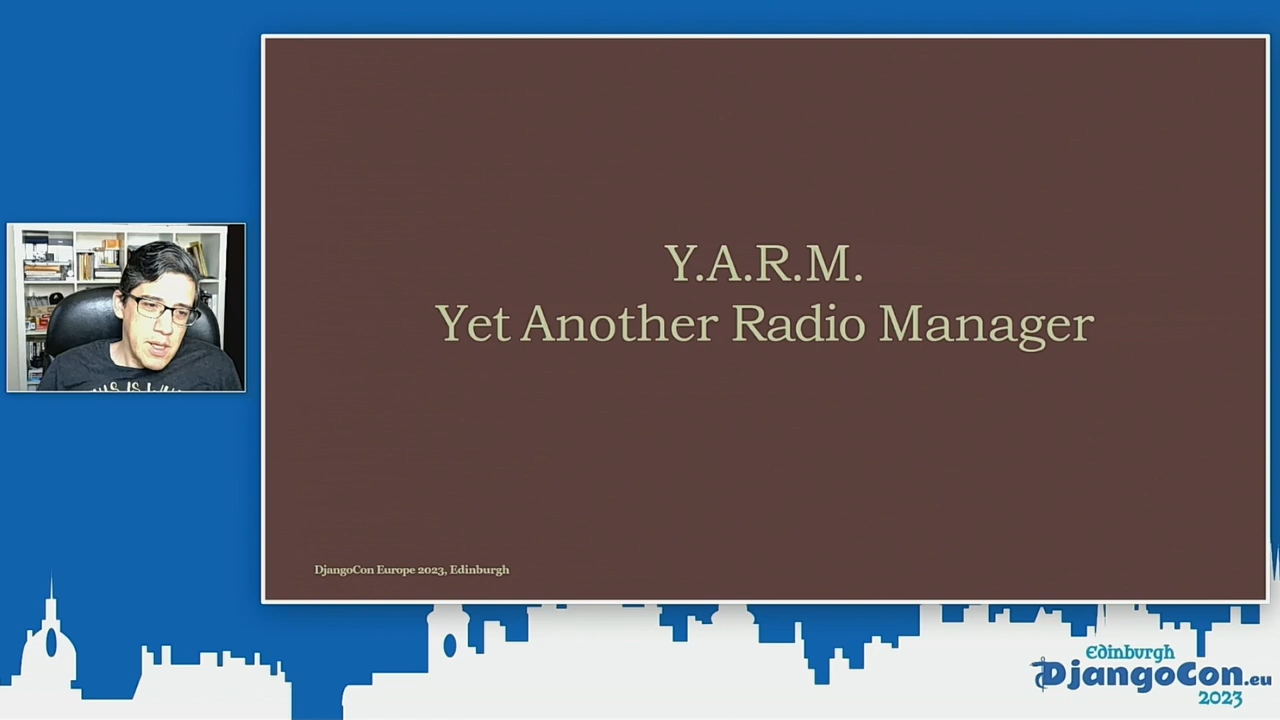 Y.A.R.M.
Yet Another Radio Manager
DjangoCon Europe 2023, Edinburgh
Edinburgh
DjangoCon.eu
2023